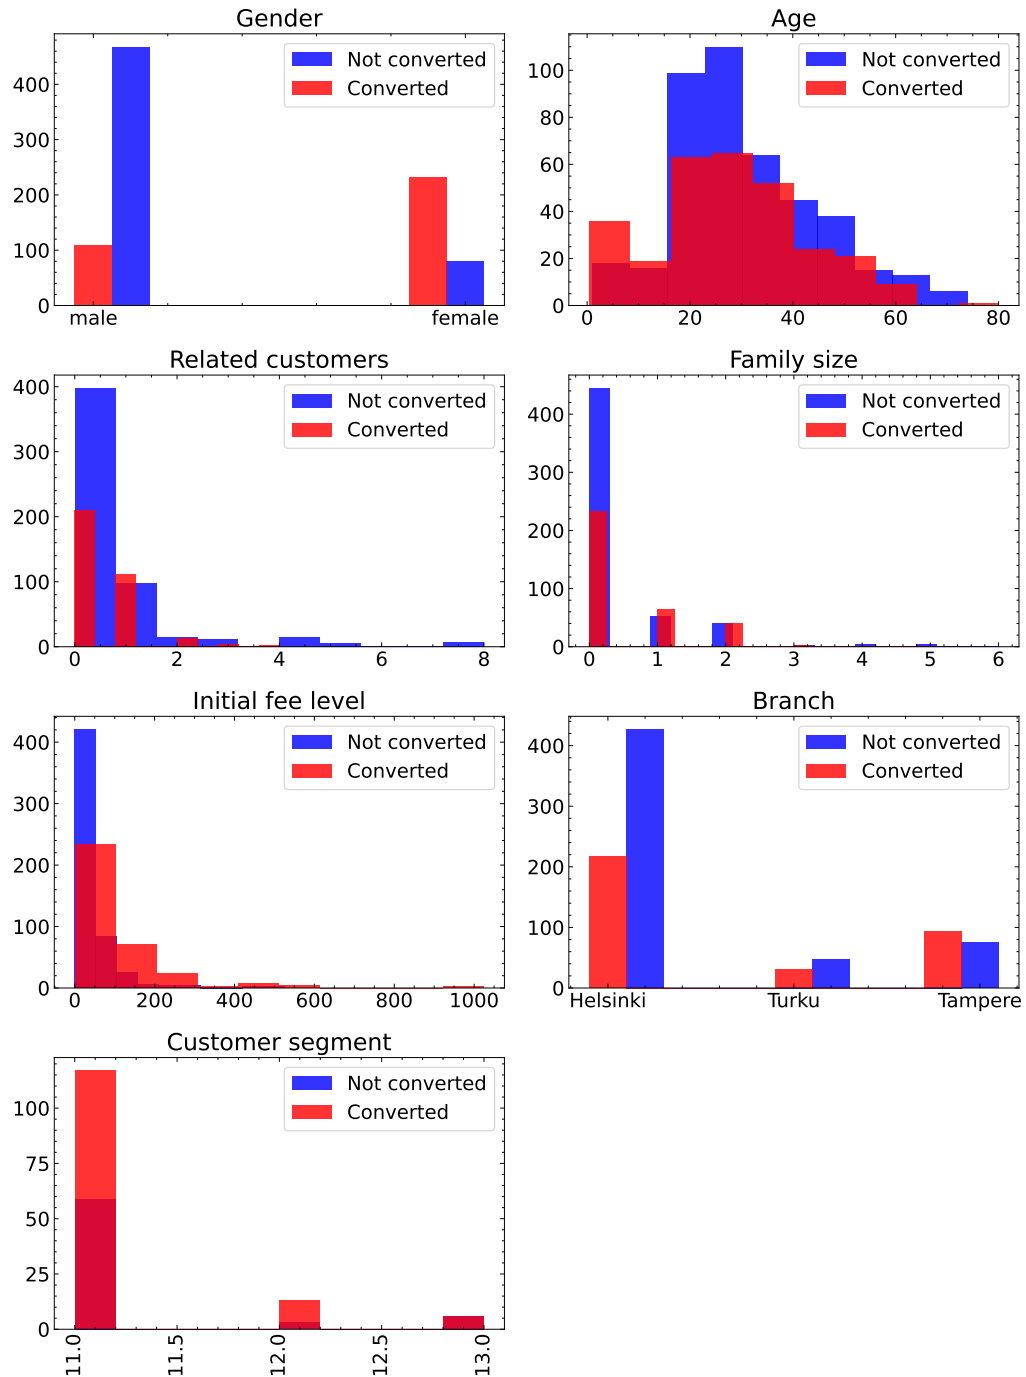 Gender
Not converted
Converted
400
300
200
100
0
male female
Age
Not converted
Converted
100
80
60
40
20
0
0 20 40 60 80
Related customers
Not converted
Converted
400
300
200
100
0
0 2 4 6 8
Family size
Not converted
Converted
400
300
200
100
0
0 1 2 3 4 5 6
Initial fee level
Not converted
Converted
400
300
200
100
0
0 200 400 600 800 1000
Branch
Not converted
Converted
400
300
200
100
0
Helsinki Turku Tampere
Customer segment
Not converted
Converted
100
75
50
25
0
11.0 11.5 12.0 12.5 13.0